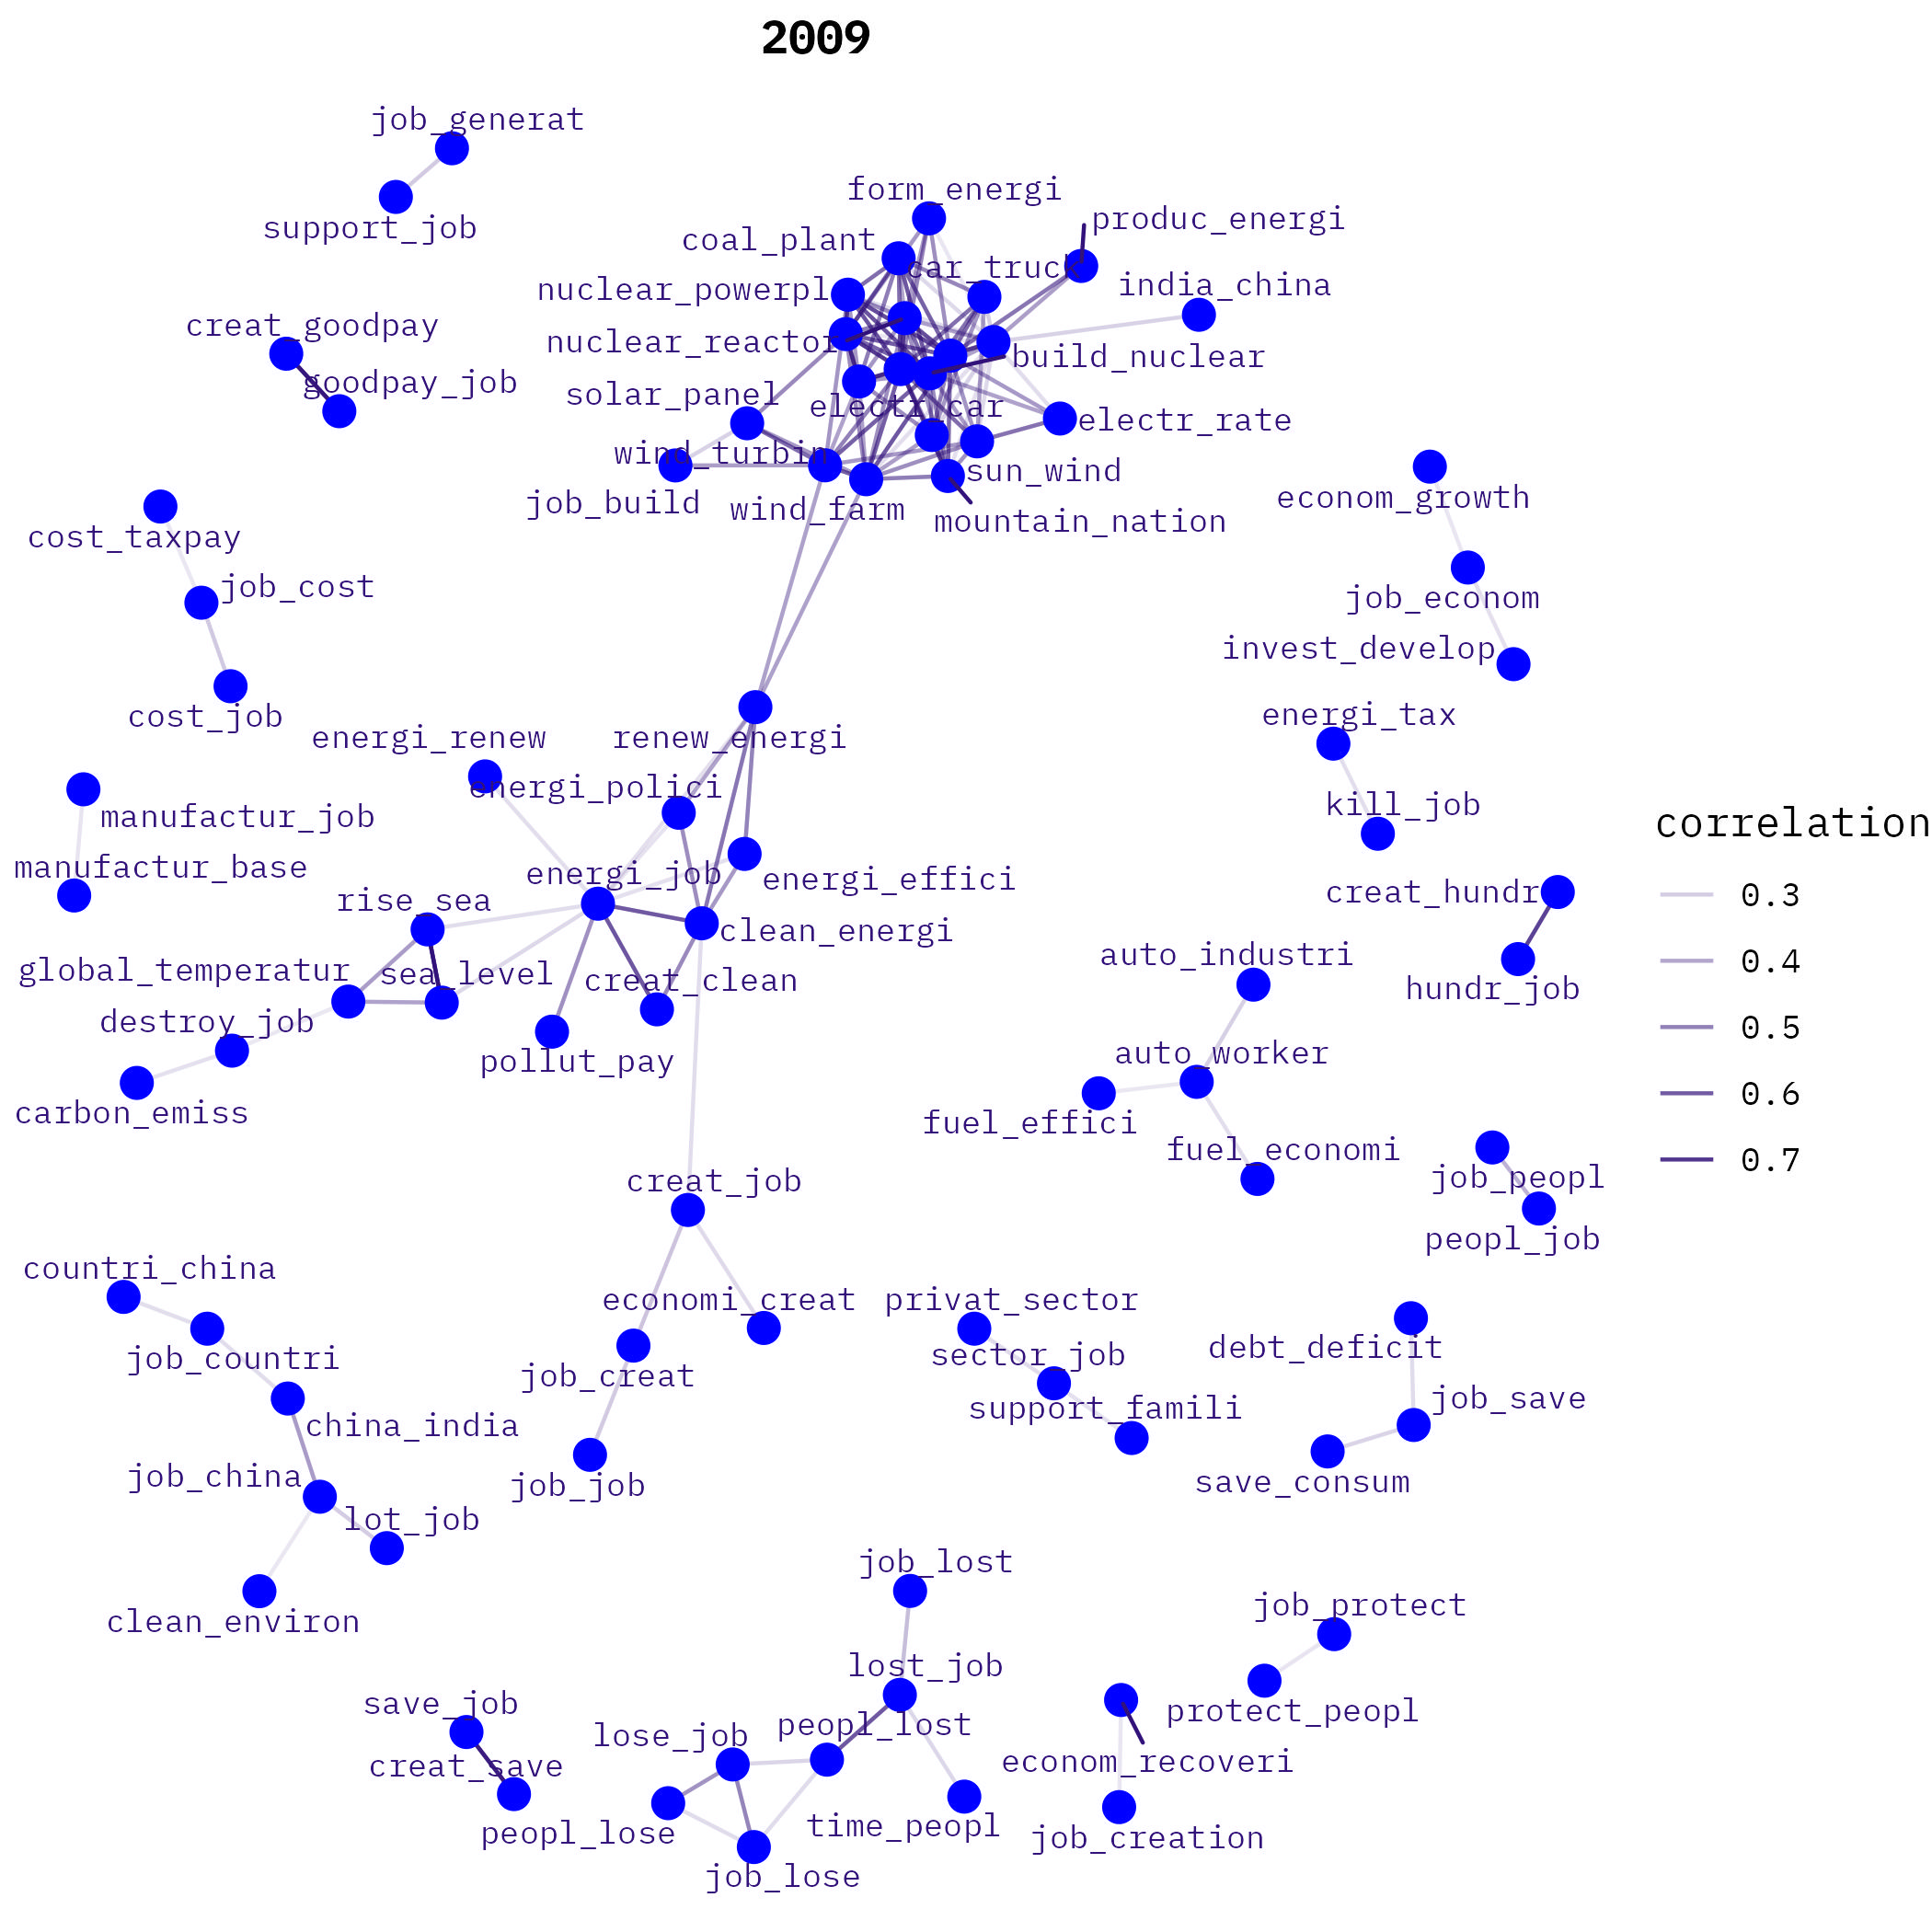 2009
job_generat
support_job
form_energi
produc_energi
coal_plant
car_truck
india_china
nuclear_powerpl
creat_goodpay
nuclear_reactor
build_nuclear
goodpay_job
solar_panel
electr_car
electr_rate
wind_turbin
sun_wind
job_build
wind_farm
mountain_nation
econom_growth
cost_taxpay
job_cost
job_econom
invest_develop
cost_job
energi_tax
energi_renew
renew_energi
energi_polici
kill_job
manufactur_job
manufactur_base
energi_job
energi_effici
rise_sea
clean_energi
creat_hundr
correlation
0.3
0.4
0.5
0.6
0.7
auto_industri
global_temperatur
sea_level
creat_clean
hundr_job
destroy_job
auto_worker
pollut_pay
carbon_emiss
fuel_effici
fuel_economi
job_peopl
creat_job
peopl_job
countri_china
economi_creat
privat_sector
job_countri
sector_job
debt_deficit
job_creat
support_famili
job_save
china_india
job_china
job_job
save_consum
lot_job
job_lost
clean_environ
job_protect
lost_job
save_job
protect_peopl
lose_job
peopl_lost
creat_save
econom_recoveri
peopl_lose
time_peopl
job_creation
job_lose